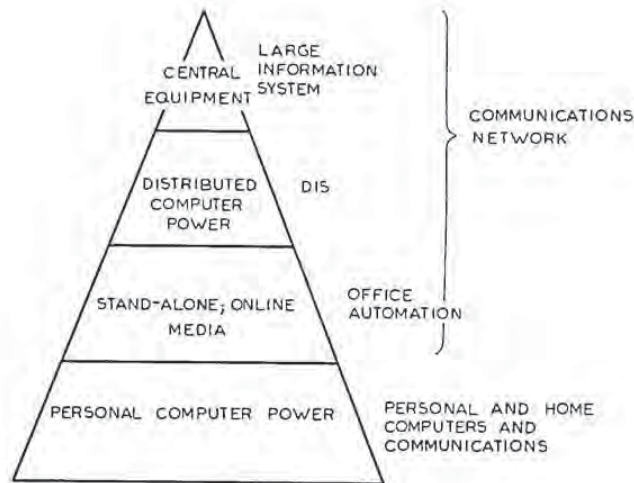 CENTRAL
EQUIPMENT
LARGE
INFORMATION
SYSTEM
COMMUNICATIONS
NETWORK
DISTRIBUTED
COMPUTER
POWER
DIS
STAND-ALONE; ONLINE
MEDIA
OFFICE
AUTOMATION
PERSONAL COMPUTER POWER
PERSONAL AND HOME
COMPUTERS AND
COMMUNICATIONS